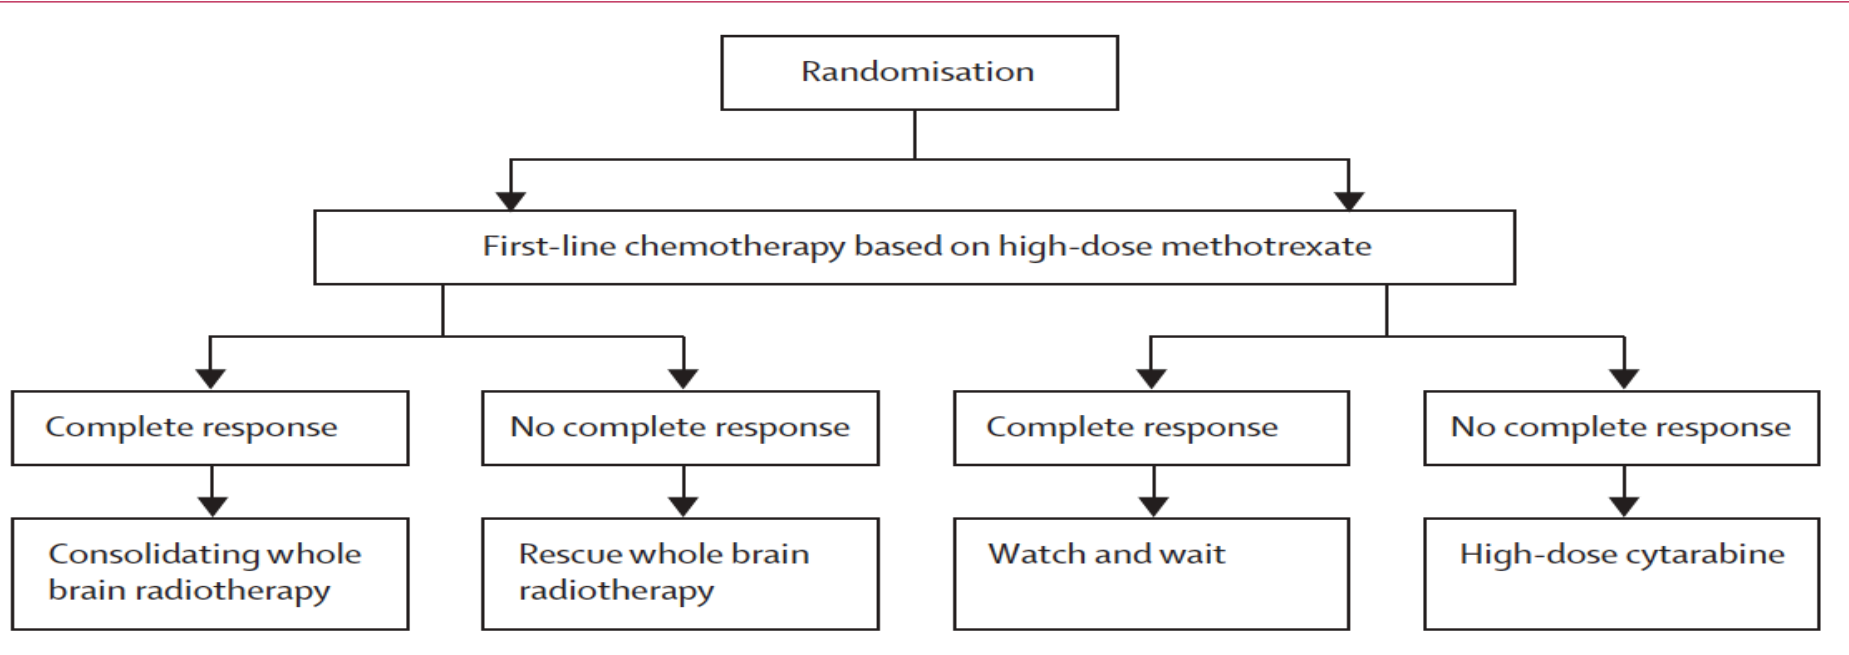 Randomisation
First-line chemotherapy based on high-dose methotrexate
Complete response
No complete response
Complete response
No complete response
Consolidating whole
brain radiotherapy
Rescue whole brain
radiotherapy
Watch and wait
High-dose cytarabine